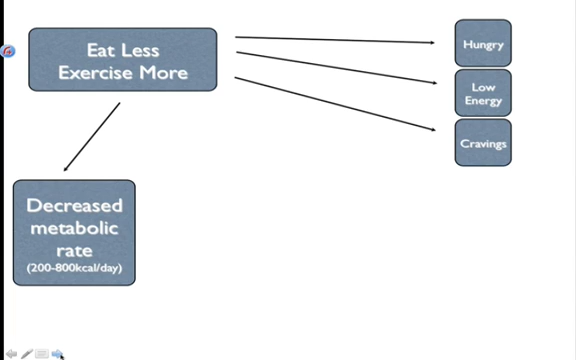 Eat Less
Exercise More
Hungry
Low
Energy
Cravings
Decreased
metabolic
rate
(200-800kcal/day)